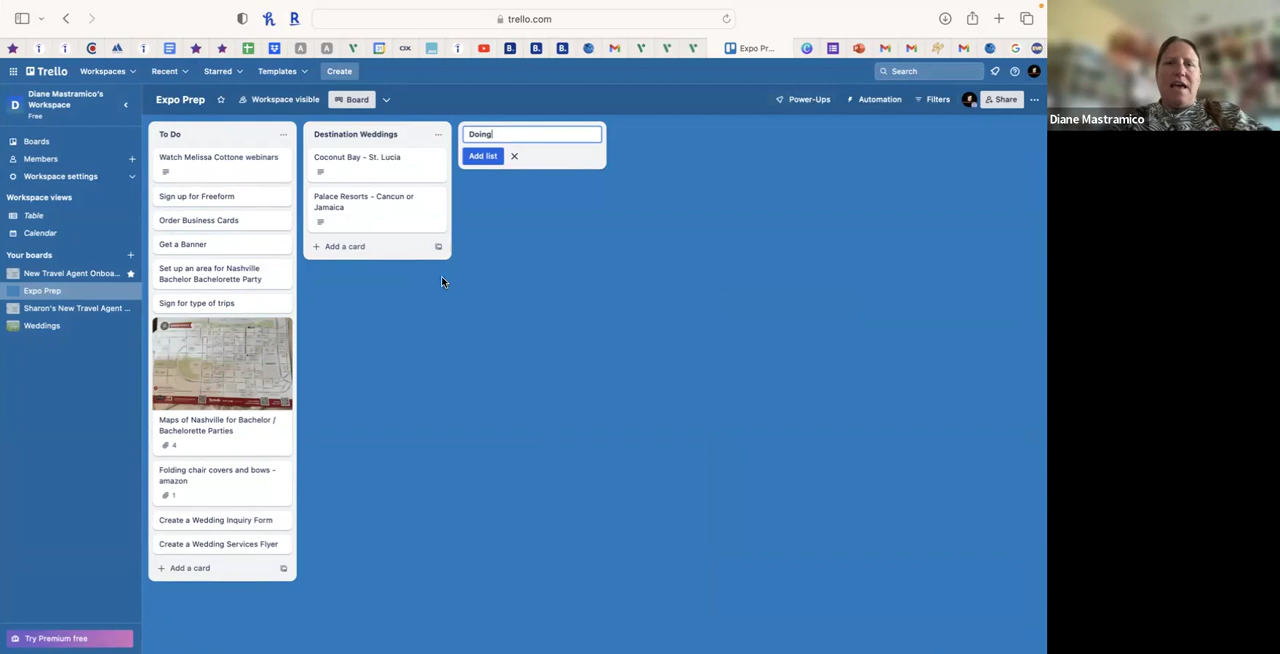 trello.com
CIX
B.
B.
B.
Expo Pr...
Trello
Workspaces
Recent
Starred
Templates
Create
Search
Diane Mastramico's
Workspace
Free
D
Expo Prep
Workspace visible
Board
Power-Ups
Automation
Filters
Share
Boards
Members
Workspace settings
Workspace views
Table
Calendar
Your boards
New Travel Agent Onboa...
Expo Prep
Sharon's New Travel Agent ...
Weddings
Try Premium free
To Do
Watch Melissa Cottone webinars
Sign up for Freeform
Order Business Cards
Get a Banner
Set up an area for Nashville
Bachelor Bachelorette Party
Sign for type of trips
Maps of Nashville for Bachelor /
Bachelorette Parties
4
Folding chair covers and bows -
amazon
1
Create a Wedding Inquiry Form
Create a Wedding Services Flyer
Add a card
Destination Weddings
Coconut Bay - St. Lucia
Palace Resorts - Cancun or
Jamaica
Add a card
Doing
Add list
Diane Mastramico